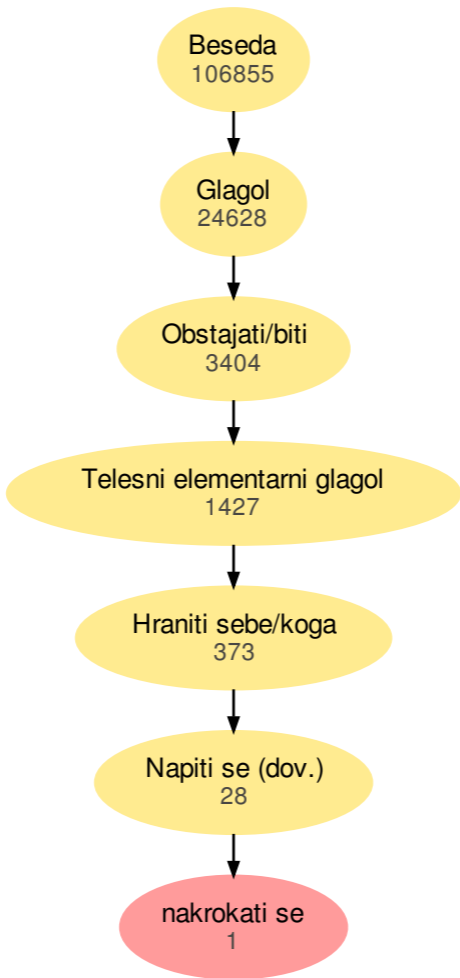 Beseda
106855
Glagol
24628
Obstajati/biti
3404
Telesni elementarni glagol
1427
Hraniti sebe/koga
373
Napiti se (dov.)
28
nakrokati se
1